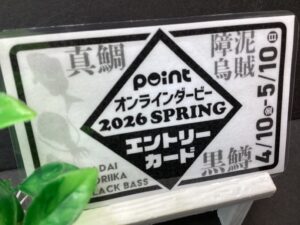 真鯛
障泥
烏賊
point
オンラインダービー
2026 SPRING
エントリー
カード
黒鱒
4/10㊎-5/10㊐
DAI
ORIIKA
LACK BASS